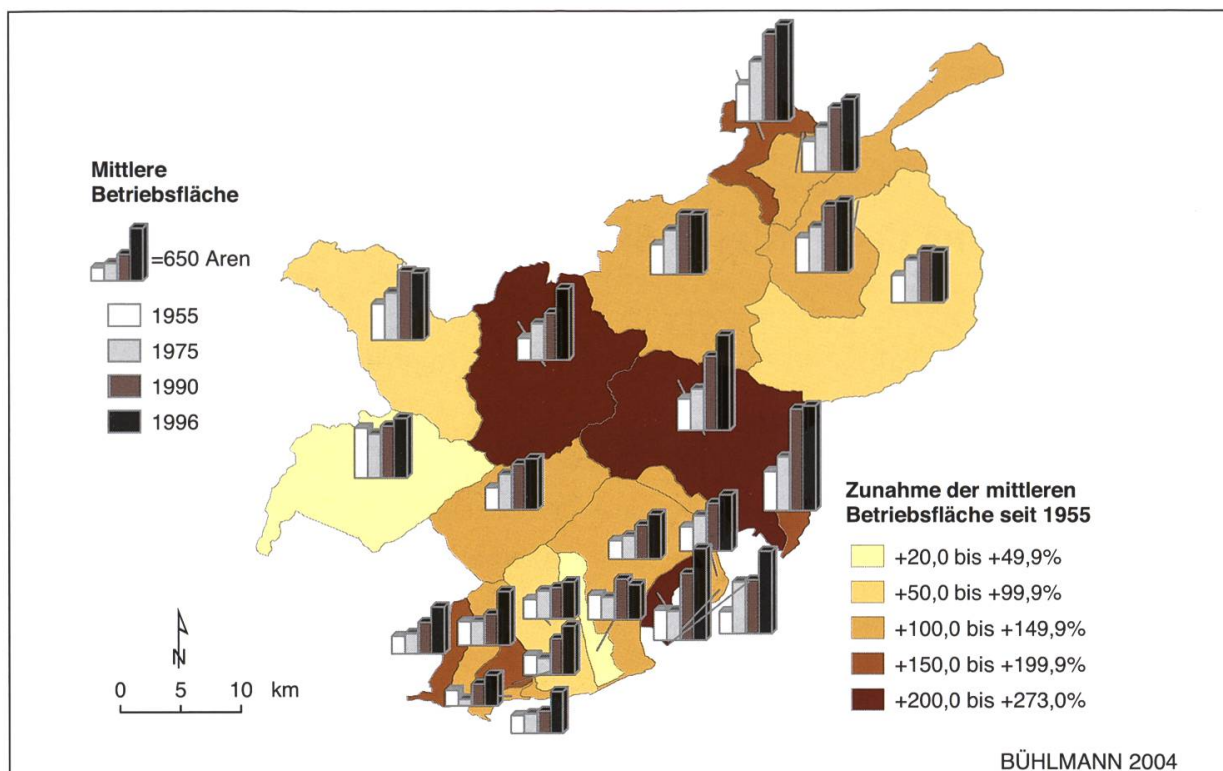 Mittlere
Betriebsfläche
=650 Aren
1955
1975
1990
1996
N
0 5 10 km
Zunahme der mittleren
Betriebsfläche seit 1955
+20,0 bis +49,9%
+50,0 bis +99,9%
+100,0 bis +149,9%
+150,0 bis +199,9%
+200,0 bis +273,0%
BÜHLMANN 2004